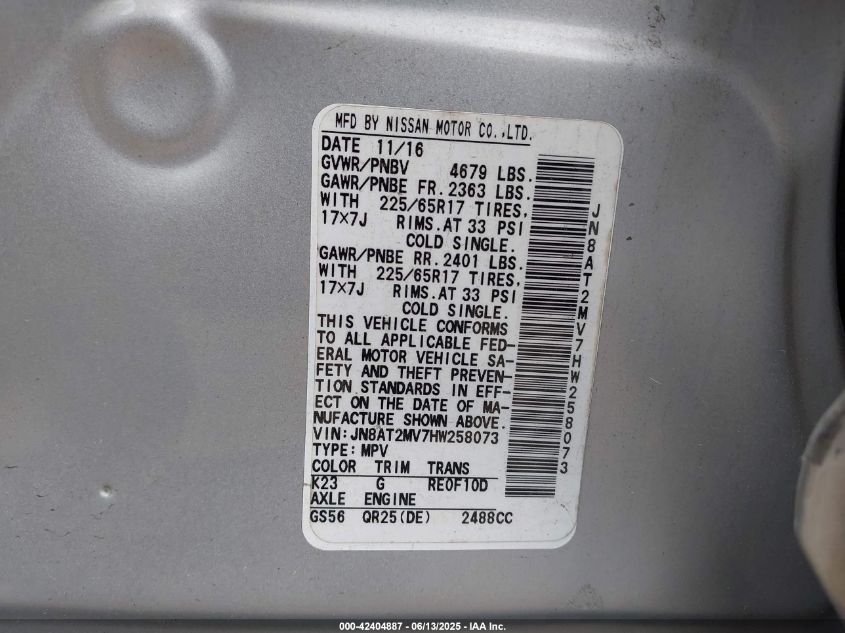 MFD BY NISSAN MOTOR CO.,LTD.
DATE 11/16
GVWR/PNBV 4679 LBS.
GAWR/PNBE FR. 2363 LBS.
WITH 225/65R17 TIRES,
17×7J RIMS. AT 33 PSI
COLD SINGLE.
GAWR/PNBE RR. 2401 LBS.
WITH 225/65R17 TIRES,
17×7J RIMS. AT 33 PSI
COLD SINGLE.
THIS VEHICLE CONFORMS
TO ALL APPLICABLE FED-
ERAL MOTOR VEHICLE SA-
FETY AND THEFT PREVEN-
TION STANDARDS IN EFF-
ECT ON THE DATE OF MA-
NUFACTURE SHOWN ABOVE.
VIN:JN8AT2MV7HW258073
TYPE:MPV
COLOR TRIM TRANS
K23 G RE0F10D
AXLE ENGINE
GS56 QR25(DE) 2488CC
JN8AT2MV7HW258073
000-42404887 - 06/13/2025 - IAA Inc.